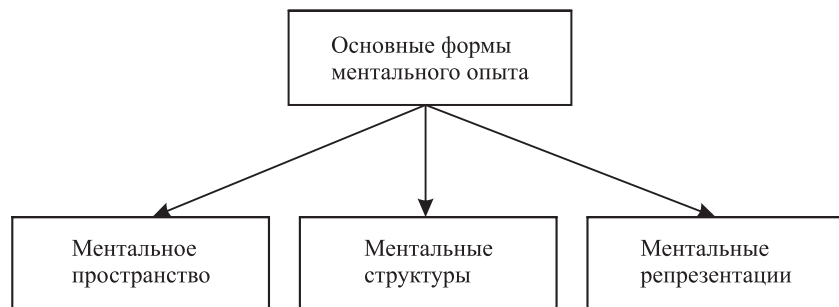 Основные формы
ментального опыта
Ментальное
пространство
Ментальные
структуры
Ментальные
репрезентации